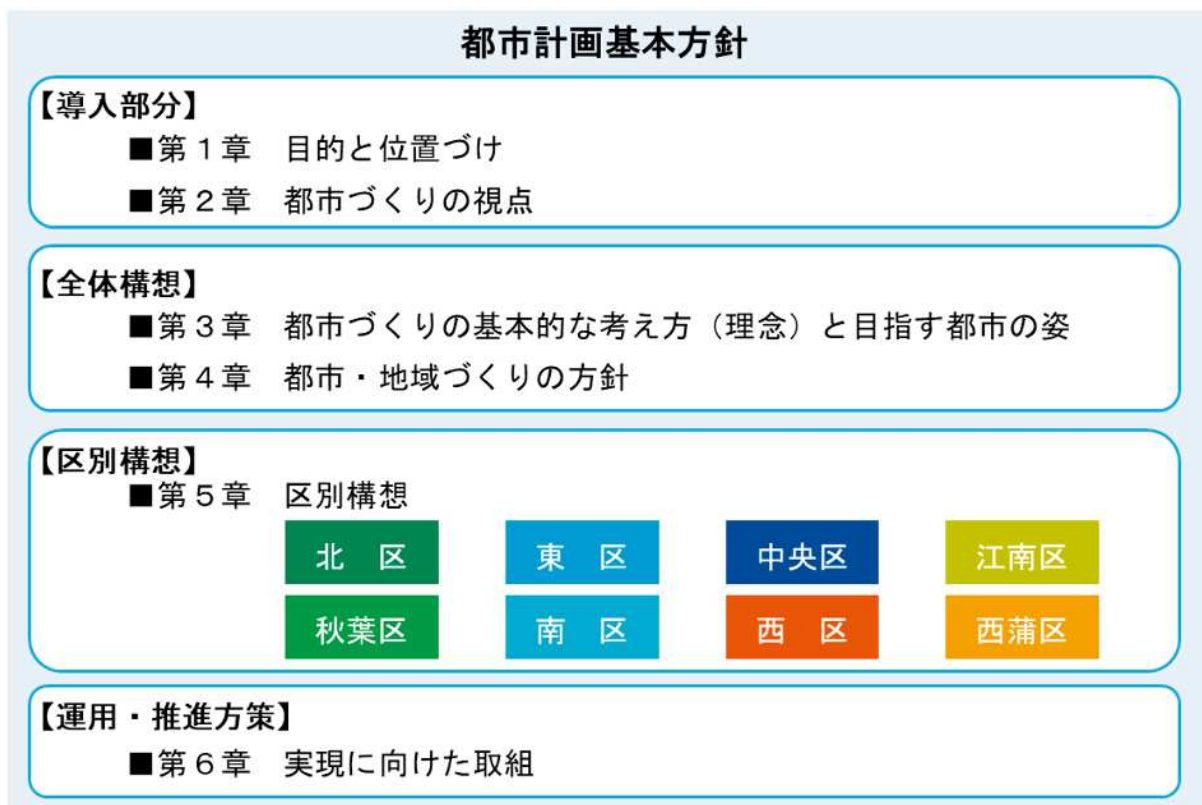 都市計画基本方針
【導入部分】
■第１章　目的と位置づけ
■第２章　都市づくりの視点
【全体構想】
■第３章　都市づくりの基本的な考え方（理念）と目指す都市の姿
■第４章　都市・地域づくりの方針
【区別構想】
■第５章　区別構想
北　区　東　区　中央区　江南区
秋葉区　南　区　西　区　西蒲区
【運用・推進方策】
■第６章　実現に向けた取組